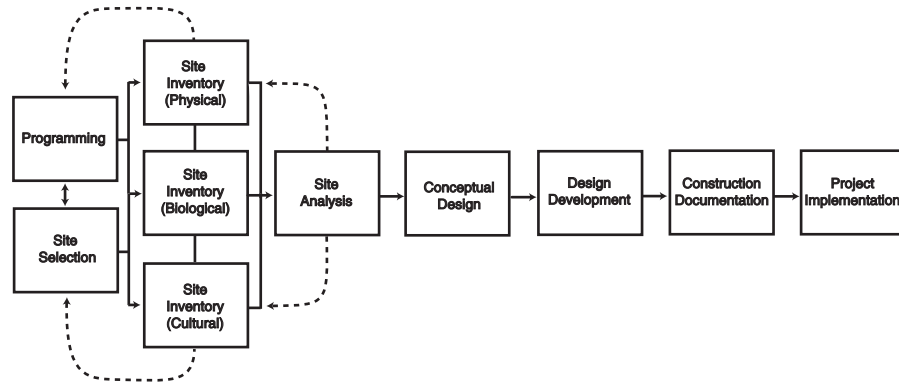 Programming
Site
Selection
Site
Inventory
(Physical)
Site
Inventory
(Biological)
Site
Inventory
(Cultural)
Site
Analysis
Conceptual
Design
Design
Development
Construction
Documentation
Project
Implementation